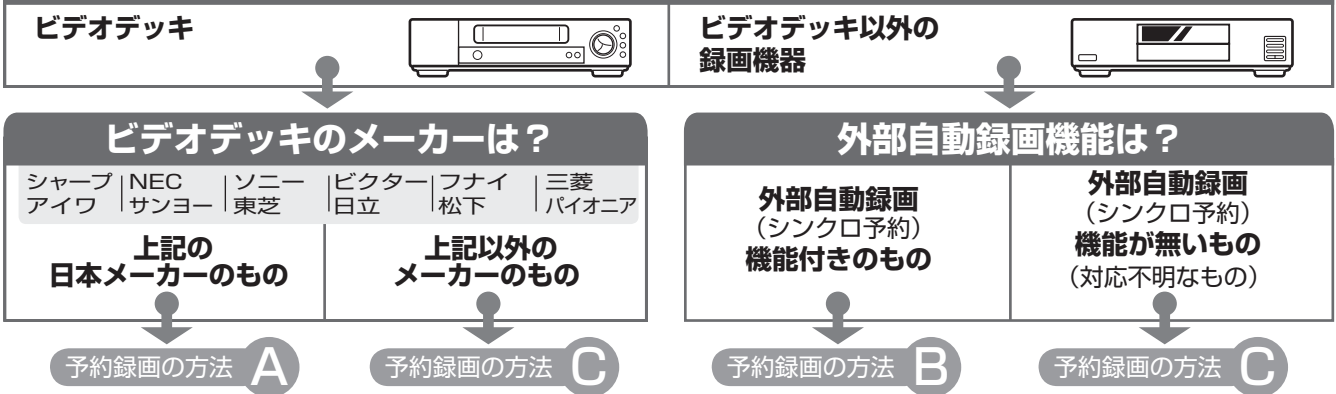 ビデオデッキ
ビデオデッキ以外の
録画機器
ビデオデッキのメーカーは？
シャープ NEC ソニー ビクター フナイ 三菱
アイワ サンヨー 東芝 日立 松下 パイオニア
上記の
日本メーカーのもの
上記以外の
メーカーのもの
予約録画の方法 A
予約録画の方法 C
外部自動録画機能は？
外部自動録画
（シンクロ予約）
機能付きのもの
外部自動録画
（シンクロ予約）
機能が無いもの
（対応不明なもの）
予約録画の方法 B
予約録画の方法 C